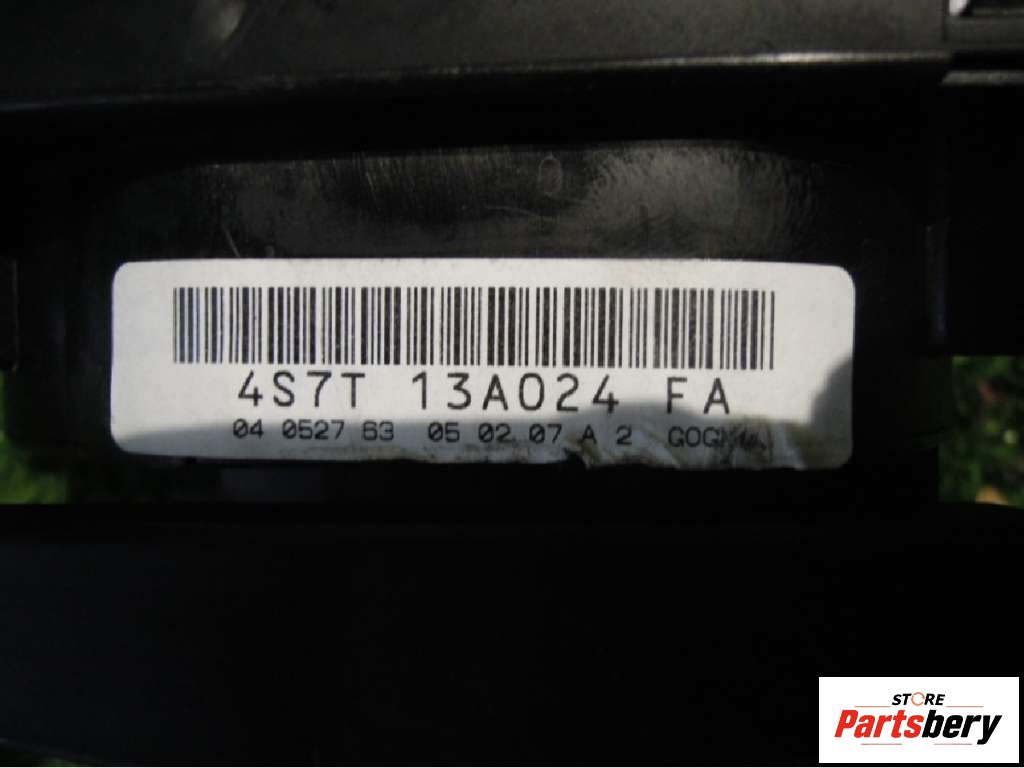 4S7T 13A024 FA
04 0527 63 05 02 07 A 2
STORE
Partsbery